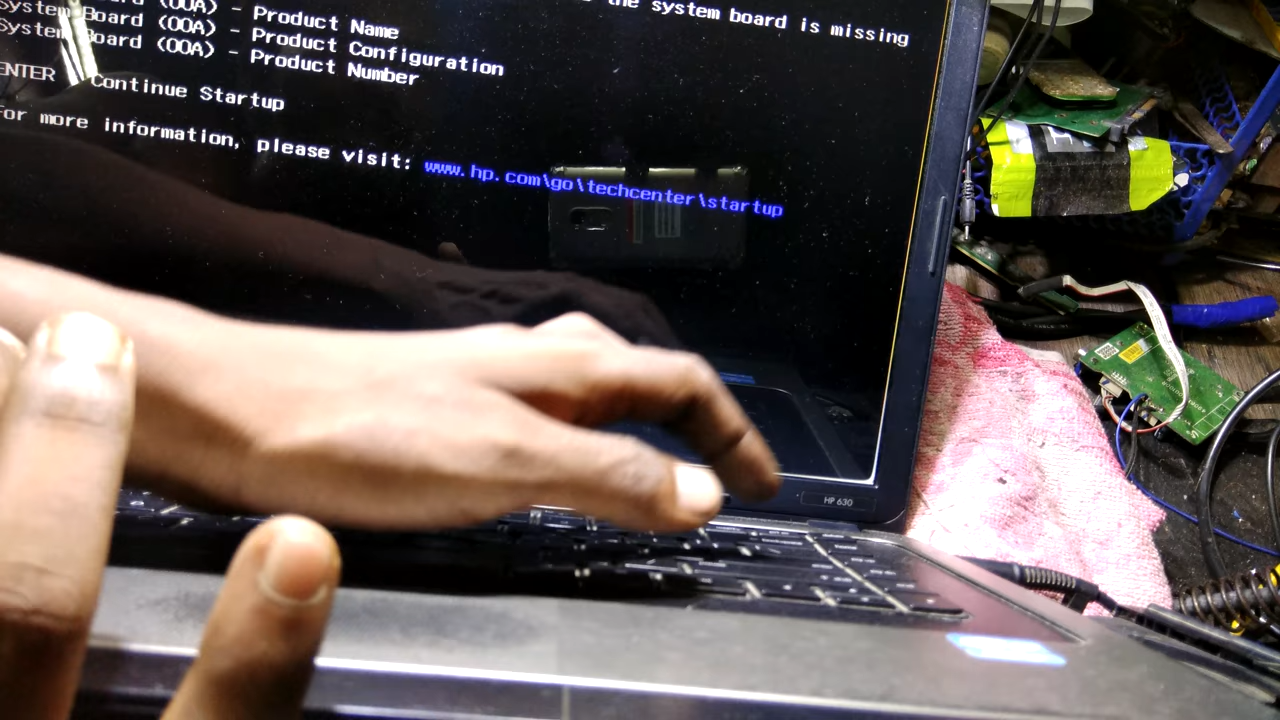 the system board is missing
System Board (00A) - Product Name
System Board (00A) - Product Configuration
System Board (00A) - Product Number
ENTER Continue Startup
For more information, please visit: www.hp.com\go\techcenter\startup
HP 630